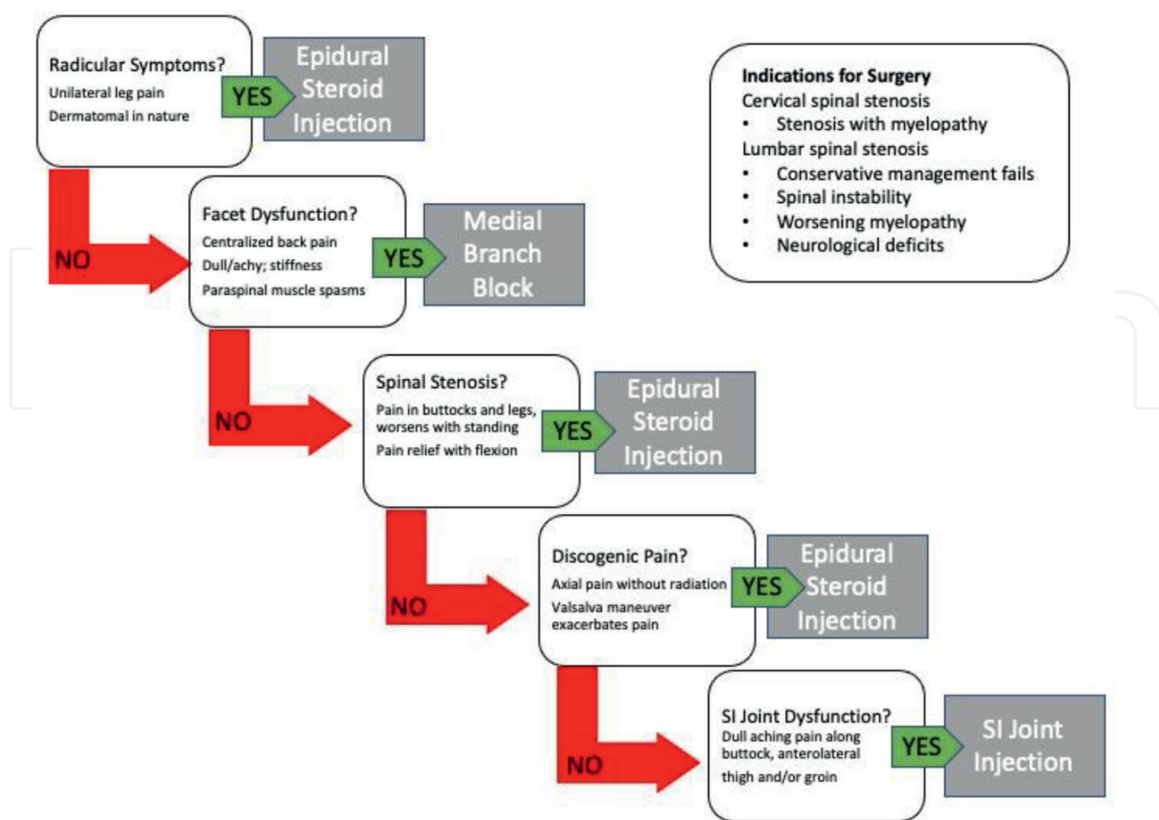 Radicular Symptoms?
Unilateral leg pain
Dermatomal in nature
YES
Epidural
Steroid
Injection
Indications for Surgery
Cervical spinal stenosis
• Stenosis with myelopathy
Lumbar spinal stenosis
• Conservative management fails
• Spinal instability
• Worsening myelopathy
• Neurological deficits
NO
Facet Dysfunction?
Centralized back pain
Dull/achy; stiffness
Paraspinal muscle spasms
YES
Medial
Branch
Block
NO
Spinal Stenosis?
Pain in buttocks and legs,
worsens with standing
Pain relief with flexion
YES
Epidural
Steroid
Injection
NO
Discogenic Pain?
Axial pain without radiation
Valsalva maneuver
exacerbates pain
YES
Epidural
Steroid
Injection
NO
SI Joint Dysfunction?
Dull aching pain along
buttock, anterolateral
thigh and/or groin
YES
SI Joint
Injection